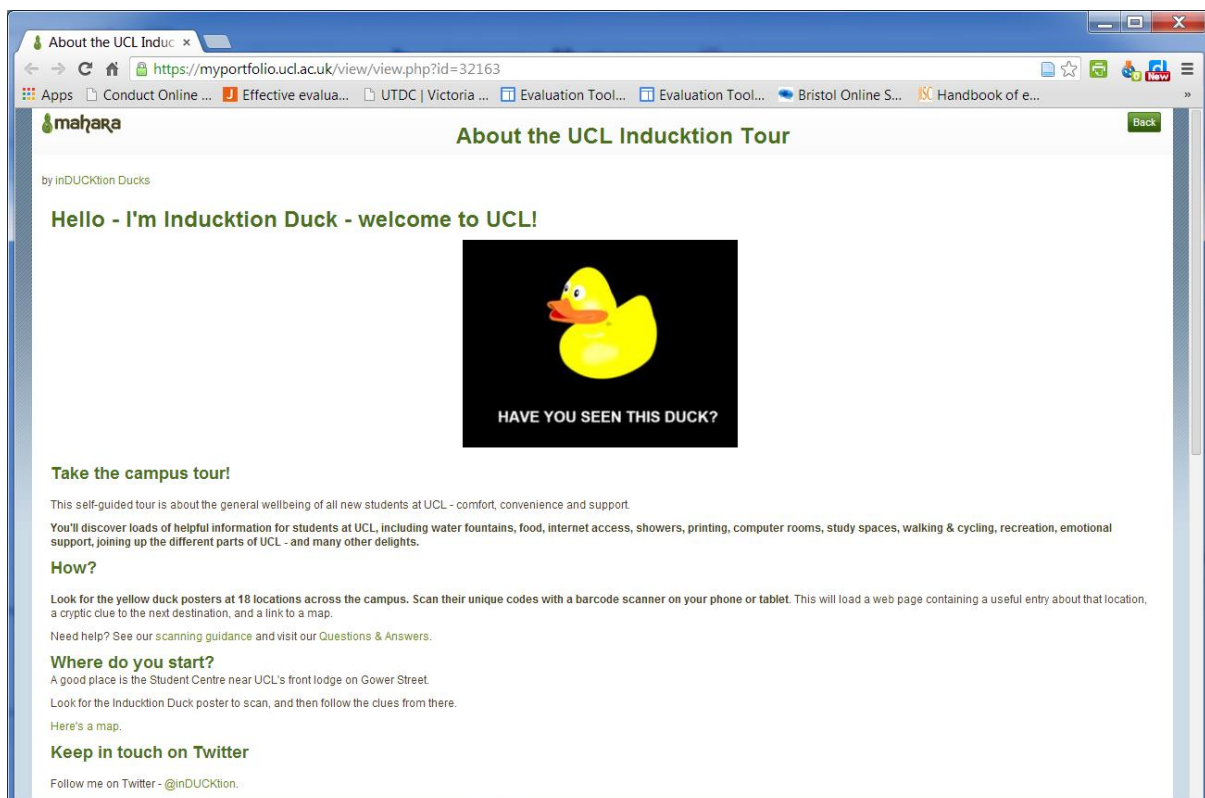 About the UCL Induc ×
https://myportfolio.ucl.ac.uk/view/view.php?id=32163
New
Apps Conduct Online ... Effective evalua... UTDC | Victoria ... Evaluation Tool... Evaluation Tool... Bristol Online S... Handbook of e... »
mahara
About the UCL Inducktion Tour
Back
by inDUCKtion Ducks
Hello - I'm Inducktion Duck - welcome to UCL!
HAVE YOU SEEN THIS DUCK?
Take the campus tour!
This self-guided tour is about the general wellbeing of all new students at UCL - comfort, convenience and support.
You'll discover loads of helpful information for students at UCL, including water fountains, food, internet access, showers, printing, computer rooms, study spaces, walking & cycling, recreation, emotional
support, joining up the different parts of UCL - and many other delights.
How?
Look for the yellow duck posters at 18 locations across the campus. Scan their unique codes with a barcode scanner on your phone or tablet. This will load a web page containing a useful entry about that location,
a cryptic clue to the next destination, and a link to a map.
Need help? See our scanning guidance and visit our Questions & Answers.
Where do you start?
A good place is the Student Centre near UCL's front lodge on Gower Street.
Look for the Inducktion Duck poster to scan, and then follow the clues from there.
Here's a map.
Keep in touch on Twitter
Follow me on Twitter - @inDUCKtion.